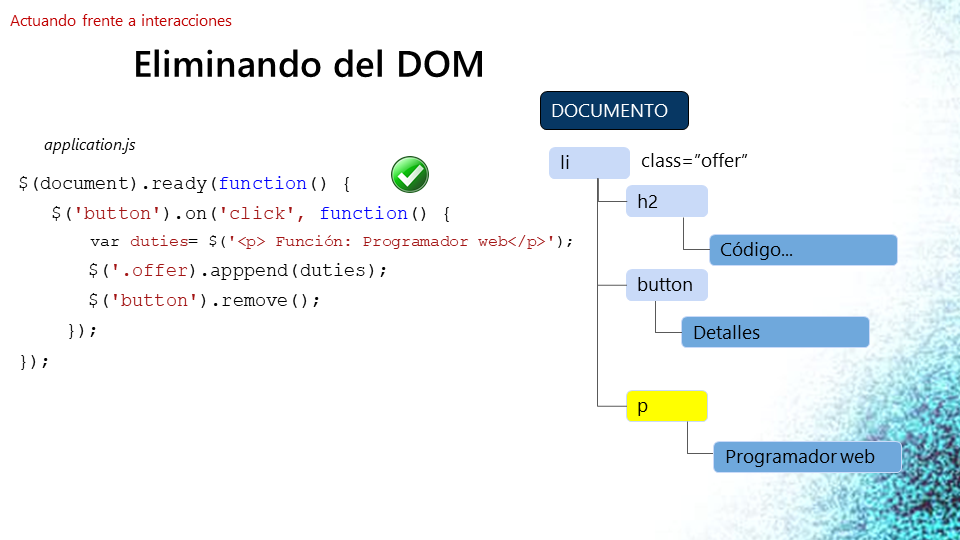 Actuando frente a interacciones
Eliminando del DOM
application.js
$(document).ready(function() {
$('button').on('click', function() {
var duties= $('<p> Función: Programador web</p>');
$('.offer).apppend(duties);
$('button').remove();
});
});
DOCUMENTO
li
class=”offer”
h2
Código...
button
Detalles
p
Programador web